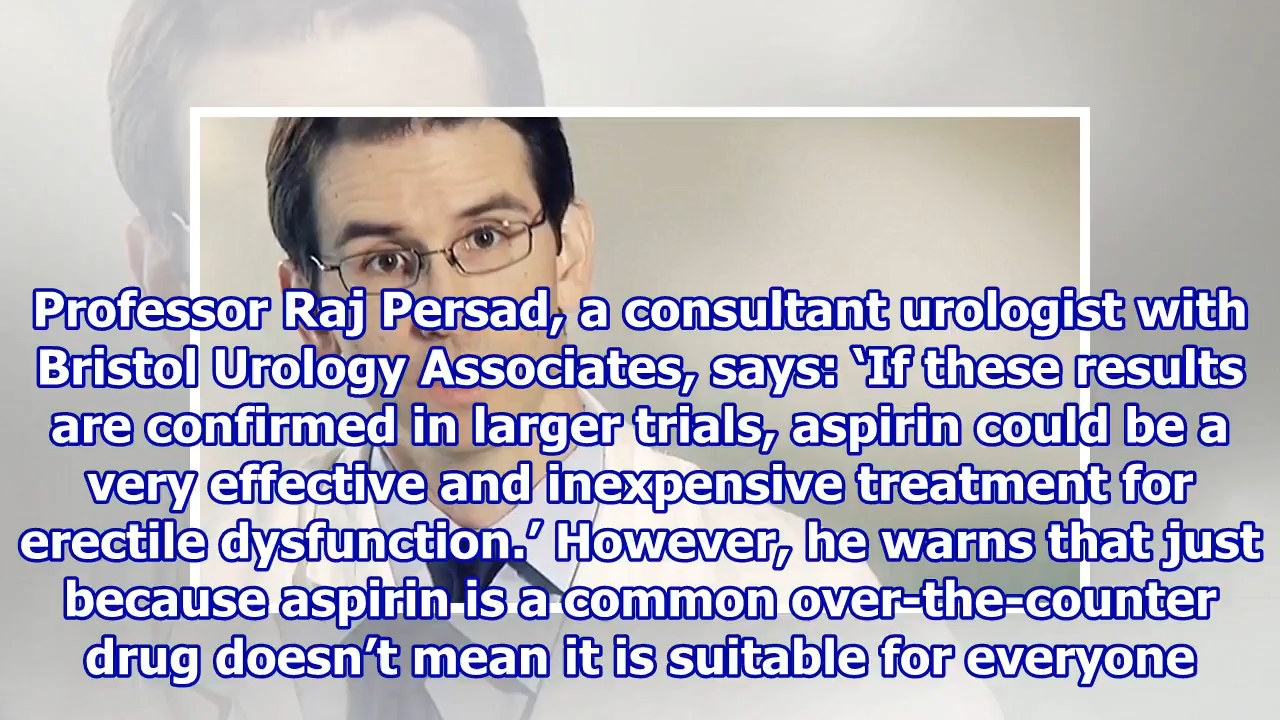 Professor Raj Persad, a consultant urologist with
Bristol Urology Associates, says: ‘If these results
are confirmed in larger trials, aspirin could be a
very effective and inexpensive treatment for
erectile dysfunction.’ However, he warns that just
because aspirin is a common over-the-counter
drug doesn’t mean it is suitable for everyone